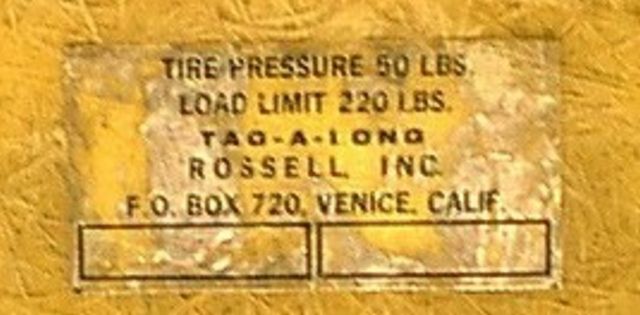 TIRE PRESSURE 50 LBS.
LOAD LIMIT 220 LBS.
TAG-A-LONG
ROSSELL, INC.
P.O. BOX 720, VENICE, CALIF.